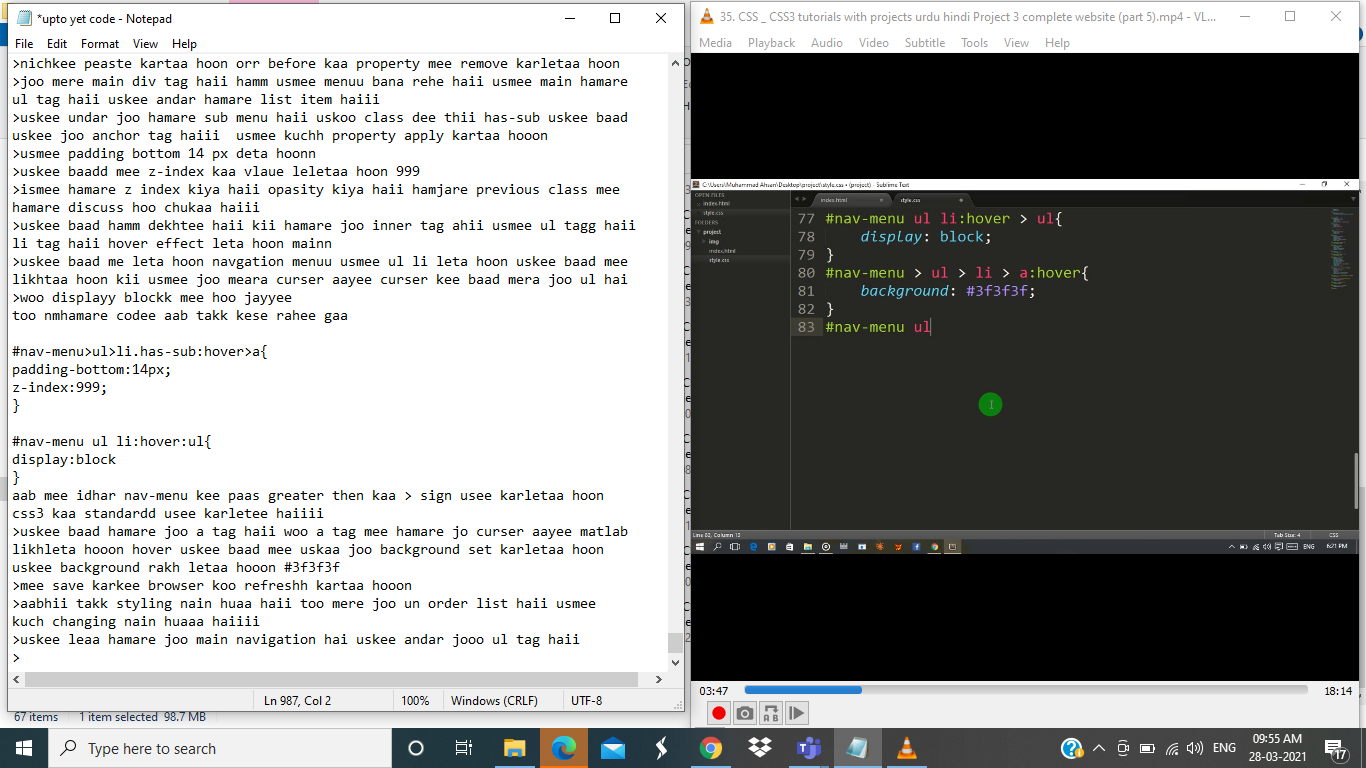 *upto yet code - Notepad
File Edit Format View Help
>nichkee peaste kartaa hoon orr before kaa property mee remove karletaa hoon
>joo mere main div tag haii hamm usmee menuu bana rehe haii usmee main hamare
ul tag haii uskee andar hamare list item haiii
>uskee undar joo hamare sub menu haii uskoo class dee thii has-sub uskee baad
uskee joo anchor tag haiii  usmee kuchh property apply kartaa hooon
>usmee padding bottom 14 px deta hoonn
>uskee baadd mee z-index kaa vlaue leletaa hoon 999
>ismee hamare z index kiya haii opasity kiya haii hamjare previous class mee
hamare discuss hoo chukaa haiii
>uskee baad hamm dekhtee haii kii hamare joo inner tag ahii usmee ul tagg haii
li tag haii hover effect leta hoon mainn
>uskee baad me leta hoon navgation menuu usmee ul li leta hoon uskee baad mee
likhtaa hoon kii usmee joo meara curser aayee curser kee baad mera joo ul hai
>woo displayy blockk mee hoo jayyee
too nmhamare codee aab takk kese rahee gaa
#nav-menu>ul>li.has-sub:hover>a{
padding-bottom:14px;
z-index:999;
}
#nav-menu ul li:hover:ul{
display:block
}
aab mee idhar nav-menu kee paas greater then kaa > sign usee karletaa hoon
css3 kaa standardd usee karletee haiiii
>uskee baad hamare joo a tag haii woo a tag mee hamare jo curser aayee matlab
likhleta hooon hover uskee baad mee uskaa joo background set karletaa hoon
uskee background rakh letaa hooon #3f3f3f
>mee save karkee browser koo refreshh kartaa hooon
>aabhii takk styling nain huaa haii too mere joo un order list haii usmee
kuch changing nain huaaa haiiii
>uskee leaa hamare joo main navigation hai uskee andar jooo ul tag haii
>
Ln 987, Col 2 100% Windows (CRLF) UTF-8
67 items 1 item selected 98.7 MB
35. CSS _ CSS3 tutorials with projects urdu hindi Project 3 complete website (part 5).mp4 - VL...
Media Playback Audio Video Subtitle Tools View Help
C:\Users\Muhammad Ahsan\Desktop\project\style.css • (project) - Sublime Text
OPEN FILES
index.html
style.css
FOLDERS
project
img
index.html
style.css
index.html style.css
77 #nav-menu ul li:hover > ul{
78 display: block;
79 }
80 #nav-menu > ul > li > a:hover{
81 background: #3f3f3f;
82 }
83 #nav-menu ul
Tab Size: 4 CSS
ENG 6:21 PM
03:47 18:14
Type here to search
ENG 09:55 AM
28-03-2021
17